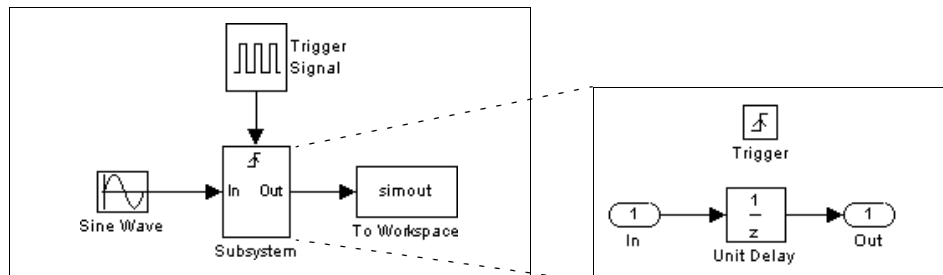 Trigger
Signal
In Out
simout
Sine Wave
Subsystem
To Workspace
Trigger
1
1
z
1
In
Unit Delay
Out